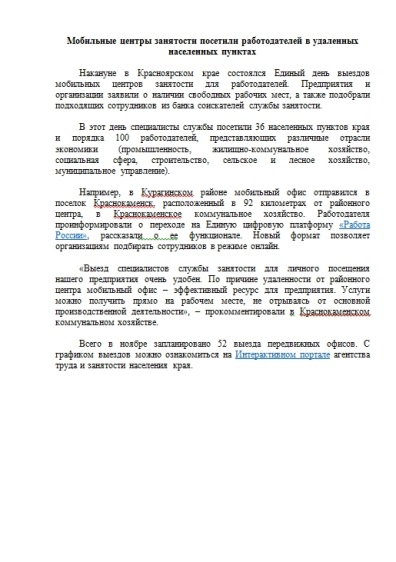 Мобильные центры занятости посетили работодателей в удаленных
населенных пунктах
Накануне в Красноярском крае состоялся Единый день выездов
мобильных центров занятости для работодателей. Предприятия и
организации заявили о наличии свободных рабочих мест, а также подобрали
подходящих сотрудников из банка соискателей службы занятости.
В этот день специалисты службы посетили 36 населенных пунктов края
и порядка 100 работодателей, представляющих различные отрасли
экономики (промышленность, жилищно-коммунальное хозяйство,
социальная сфера, строительство, сельское и лесное хозяйство,
муниципальное управление).
Например, в Курагинском районе мобильный офис отправился в
поселок Краснокаменск, расположенный в 92 километрах от районного
центра, в Краснокаменское коммунальное хозяйство. Работодателя
проинформировали о переходе на Единую цифровую платформу «Работа
России», рассказали о ее функционале. Новый формат позволяет
организациям подбирать сотрудников в режиме онлайн.
«Выезд специалистов службы занятости для личного посещения
нашего предприятия очень удобен. По причине удаленности от районного
центра мобильный офис – эффективный ресурс для предприятия. Услуги
можно получить прямо на рабочем месте, не отрываясь от основной
производственной деятельности», – прокомментировали в Краснокаменском
коммунальном хозяйстве.
Всего в ноябре запланировано 52 выезда передвижных офисов. С
графиком выездов можно ознакомиться на Интерактивном портале агентства
труда и занятости населения края.